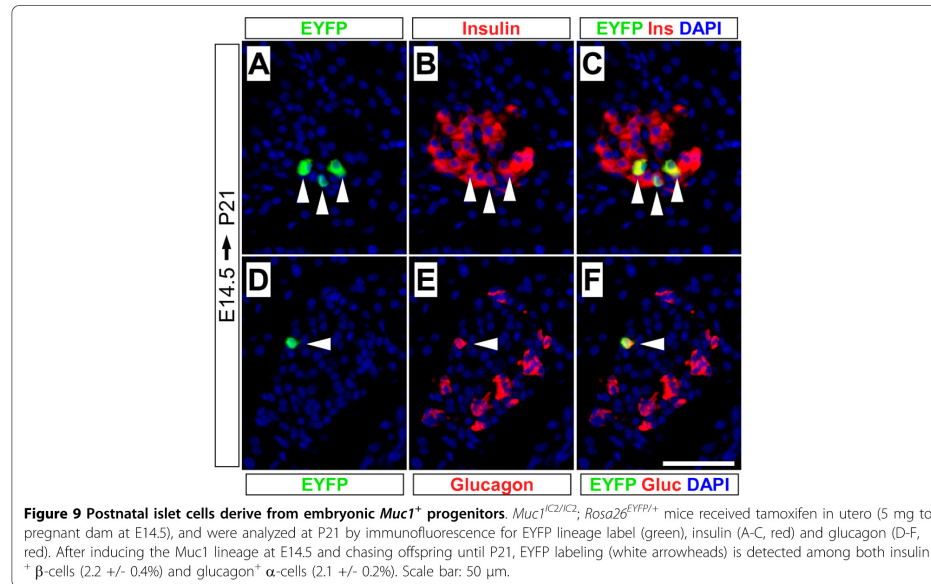 EYFP Insulin EYFP Ins DAPI
A B C
E14.5 → P21
D E F
EYFP Glucagon EYFP Gluc DAPI
Figure 9 Postnatal islet cells derive from embryonic Muc1⁺ progenitors. Muc1^IC2/IC2; Rosa26^EYFP/+ mice received tamoxifen in utero (5 mg to
pregnant dam at E14.5), and were analyzed at P21 by immunofluorescence for EYFP lineage label (green), insulin (A-C, red) and glucagon (D-F,
red). After inducing the Muc1 lineage at E14.5 and chasing offspring until P21, EYFP labeling (white arrowheads) is detected among both insulin
⁺ β-cells (2.2 +/- 0.4%) and glucagon⁺ α-cells (2.1 +/- 0.2%). Scale bar: 50 μm.